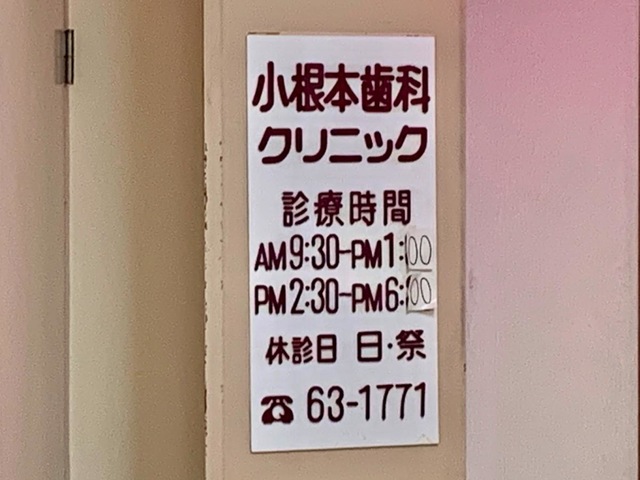 小根本歯科
クリニック
診療時間
AM9:30-PM1:00
PM2:30-PM6:00
休診日 日・祭
☎ 63-1771